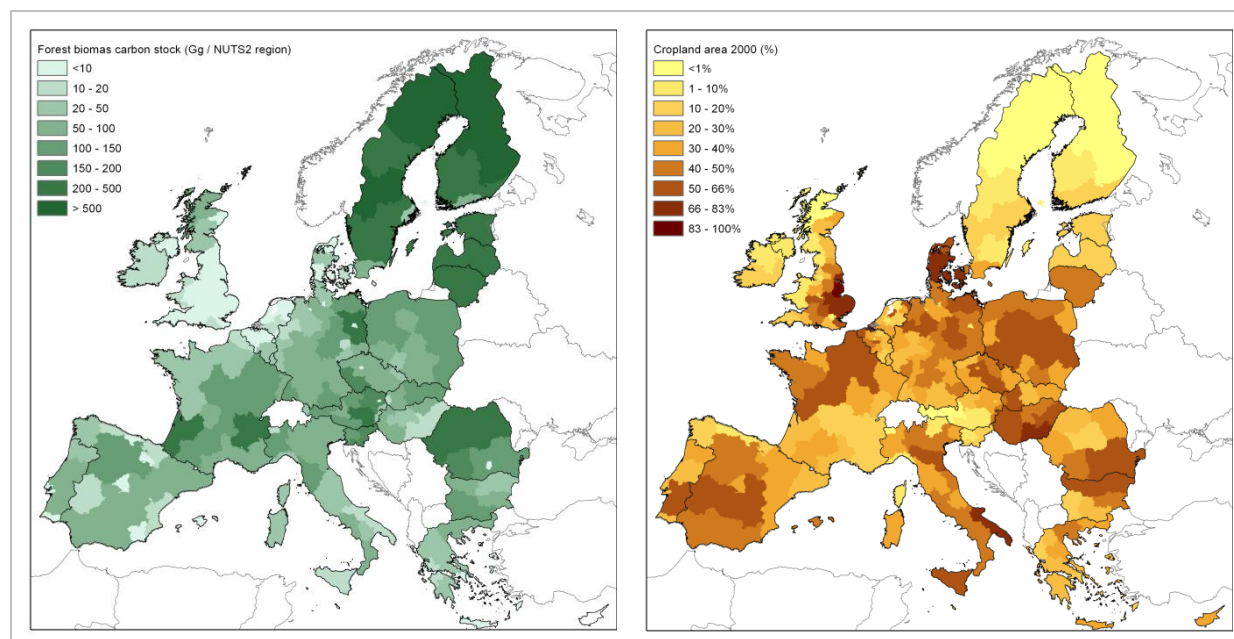 Forest biomas carbon stock (Gg / NUTS2 region)
<10
10 - 20
20 - 50
50 - 100
100 - 150
150 - 200
200 - 500
> 500
Cropland area 2000 (%)
<1%
1 - 10%
10 - 20%
20 - 30%
30 - 40%
40 - 50%
50 - 66%
66 - 83%
83 - 100%